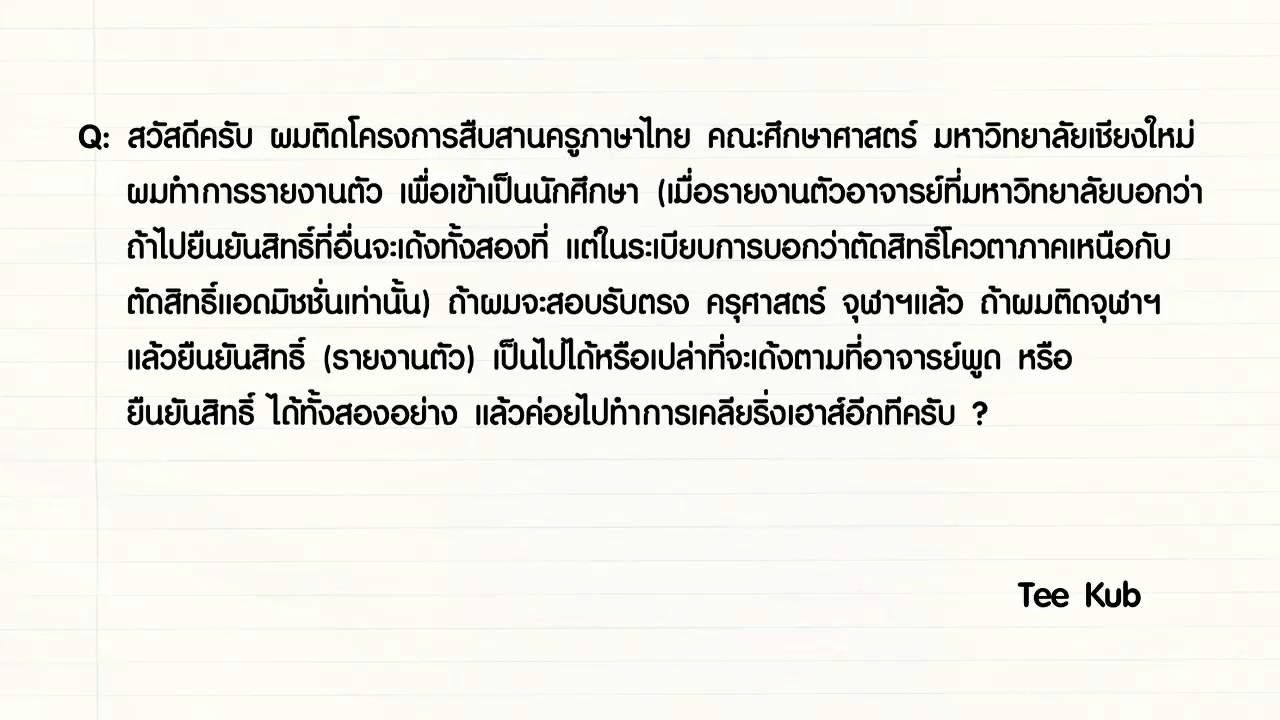 Q: สวัสดีครับ ผมติดโครงการสืบสานครูภาษาไทย คณะศึกษาศาสตร์ มหาวิทยาลัยเชียงใหม่
ผมทำการรายงานตัว เพื่อเข้าเป็นนักศึกษา (เมื่อรายงานตัวอาจารย์ที่มหาวิทยาลัยบอกว่า
ถ้าไปยืนยันสิทธิ์ที่อื่นจะเด้งทั้งสองที่ แต่ในระเบียบการบอกว่าตัดสิทธิ์โควตาภาคเหนือกับ
ตัดสิทธิ์แอดมิชชั่นเท่านั้น) ถ้าผมจะสอบรับตรง ครุศาสตร์ จุฬาฯแล้ว ถ้าผมติดจุฬาฯ
แล้วยืนยันสิทธิ์ (รายงานตัว) เป็นไปได้หรือเปล่าที่จะเด้งตามที่อาจารย์พูด หรือ
ยืนยันสิทธิ์ ได้ทั้งสองอย่าง แล้วค่อยไปทำการเคลียริ่งเฮาส์อีกทีครับ ?
Tee Kub